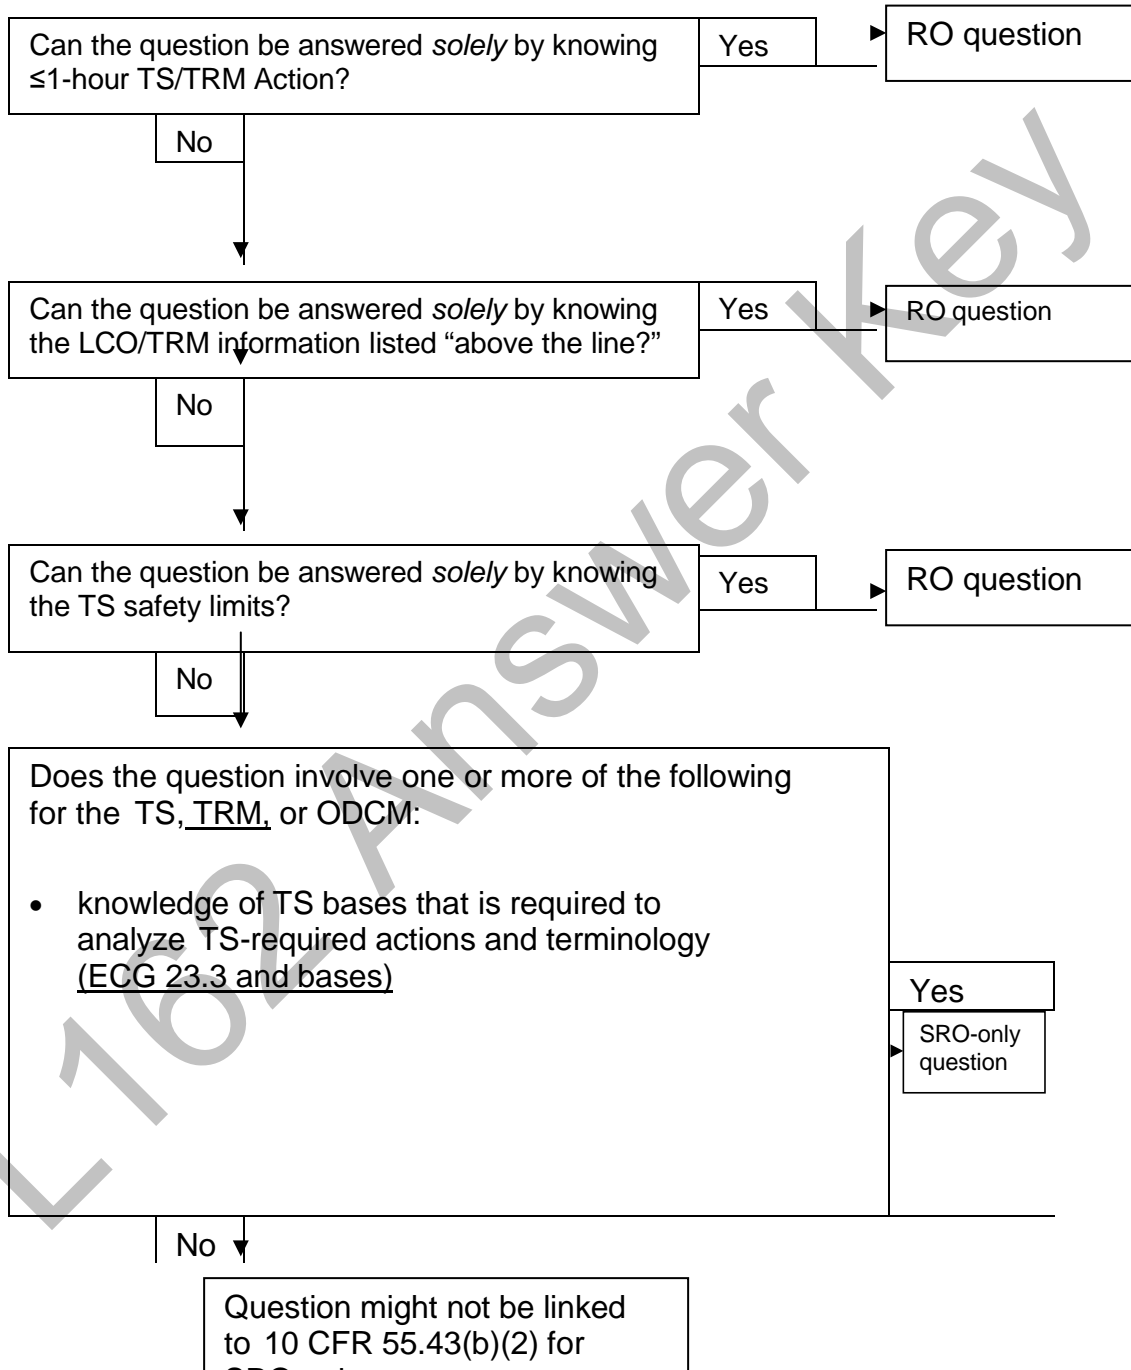 Can the question be answered solely by knowing
≤1-hour TS/TRM Action?
Yes
RO question
No
Can the question be answered solely by knowing
the LCO/TRM information listed “above the line?”
Yes
RO question
No
Can the question be answered solely by knowing
the TS safety limits?
Yes
RO question
No
Does the question involve one or more of the following
for the TS, TRM, or ODCM:
• knowledge of TS bases that is required to
analyze TS-required actions and terminology
(ECG 23.3 and bases)
Yes
SRO-only
question
No
Question might not be linked
to 10 CFR 55.43(b)(2) for
L162 Answer Key